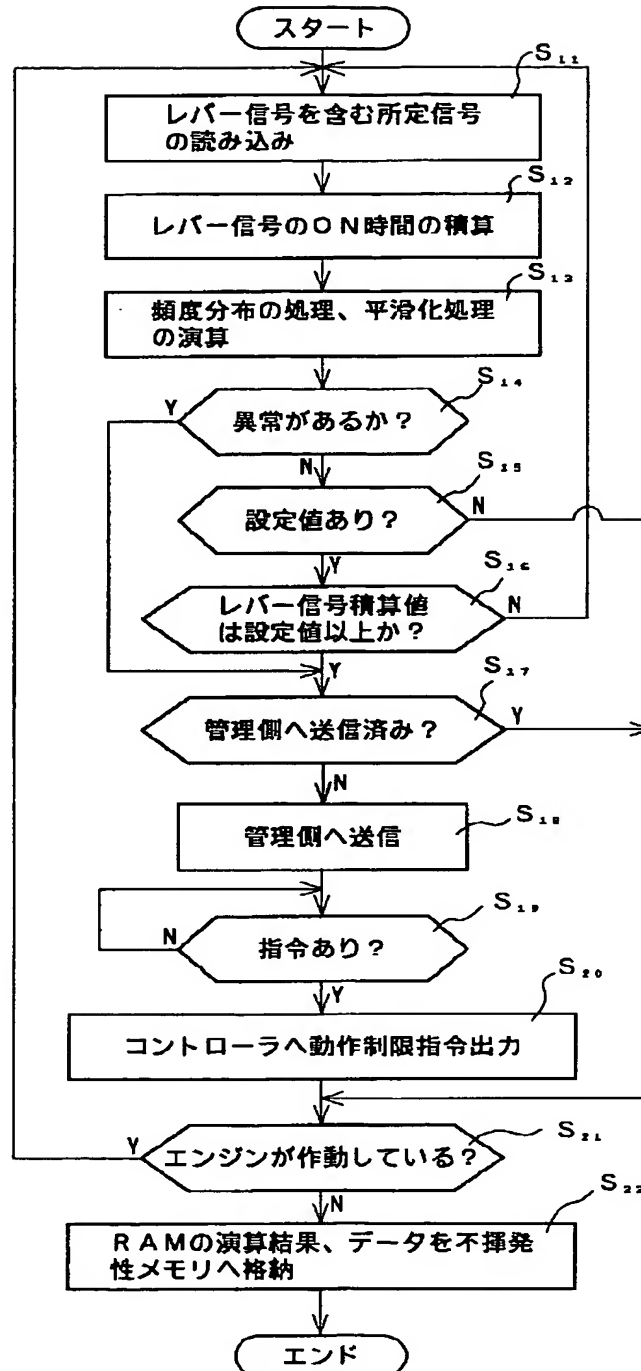 スタート
S11
レバー信号を含む所定信号
の読み込み
S12
レバー信号のON時間の積算
S13
頻度分布の処理、平滑化処理
の演算
S14
異常があるか?
Y
N
S15
設定値あり?
N
Y
S16
レバー信号積算値
は設定値以上か?
N
Y
S17
管理側へ送信済み?
Y
N
S18
管理側へ送信
S19
指令あり?
N
Y
S20
コントローラへ動作制限指令出力
S21
エンジンが作動している?
Y
N
S22
RAMの演算結果、データを不揮発
性メモリへ格納
エンド